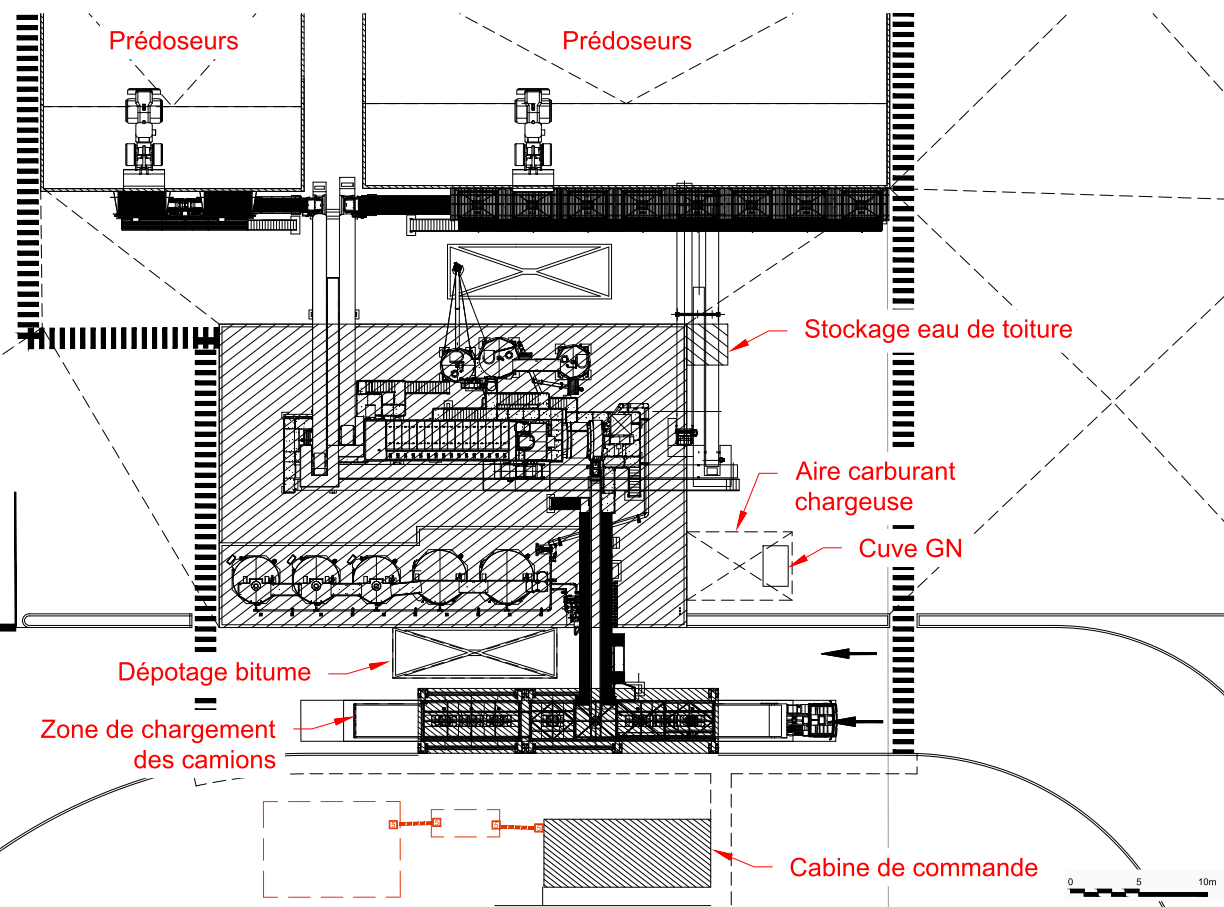 Prédoseurs
Prédoseurs
Stockage eau de toiture
Aire carburant
chargeuse
Cuve GN
Dépotage bitume
Zone de chargement
des camions
Cabine de commande
0 5 10m